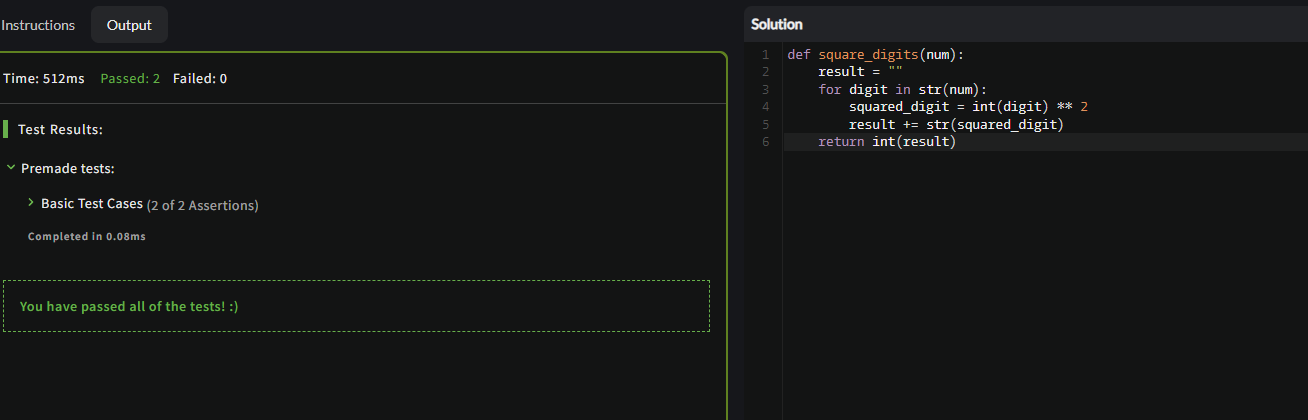 Instructions Output
Time: 512ms Passed: 2 Failed: 0
Test Results:
Premade tests:
Basic Test Cases (2 of 2 Assertions)
Completed in 0.08ms
You have passed all of the tests! :)
Solution
1 def square_digits(num):
2     result = ""
3     for digit in str(num):
4         squared_digit = int(digit) ** 2
5         result += str(squared_digit)
6     return int(result)